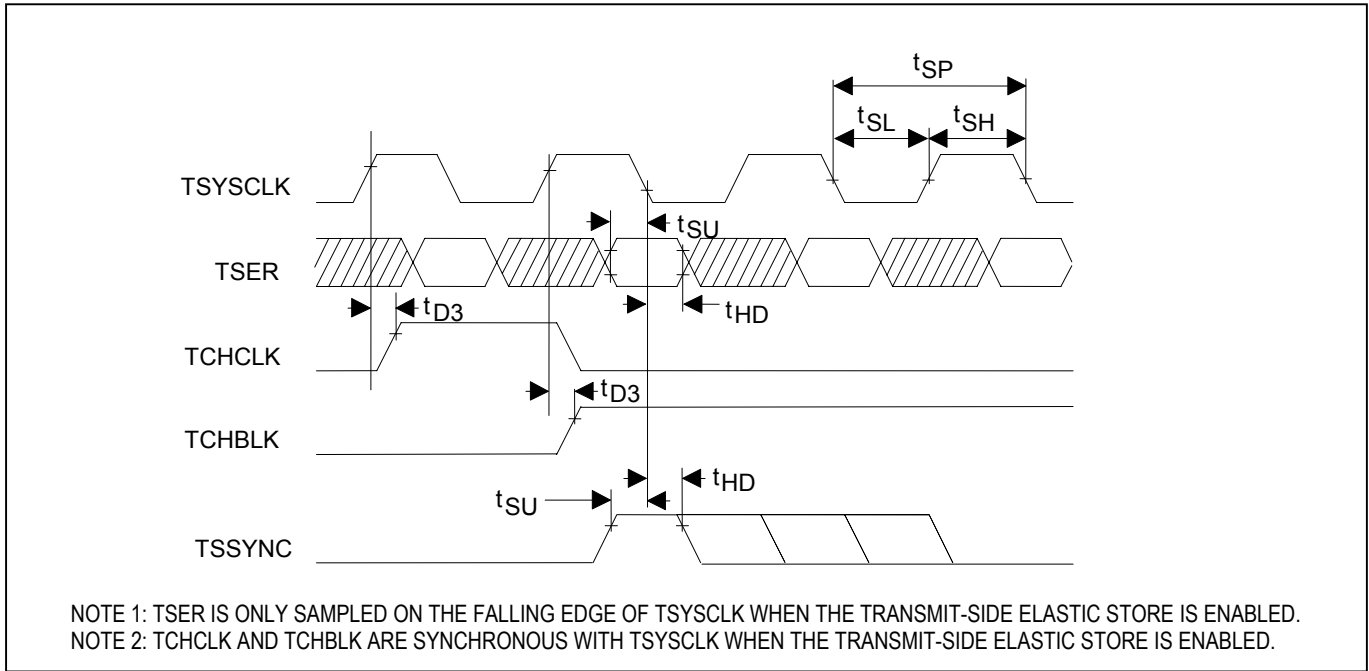 tSP
tSL tSH
TSYSCLK
tSU
TSER
tD3 tHD
TCHCLK
tD3
TCHBLK
tSU tHD
TSSYNC
NOTE 1: TSER IS ONLY SAMPLED ON THE FALLING EDGE OF TSYSCLK WHEN THE TRANSMIT-SIDE ELASTIC STORE IS ENABLED.
NOTE 2: TCHCLK AND TCHBLK ARE SYNCHRONOUS WITH TSYSCLK WHEN THE TRANSMIT-SIDE ELASTIC STORE IS ENABLED.